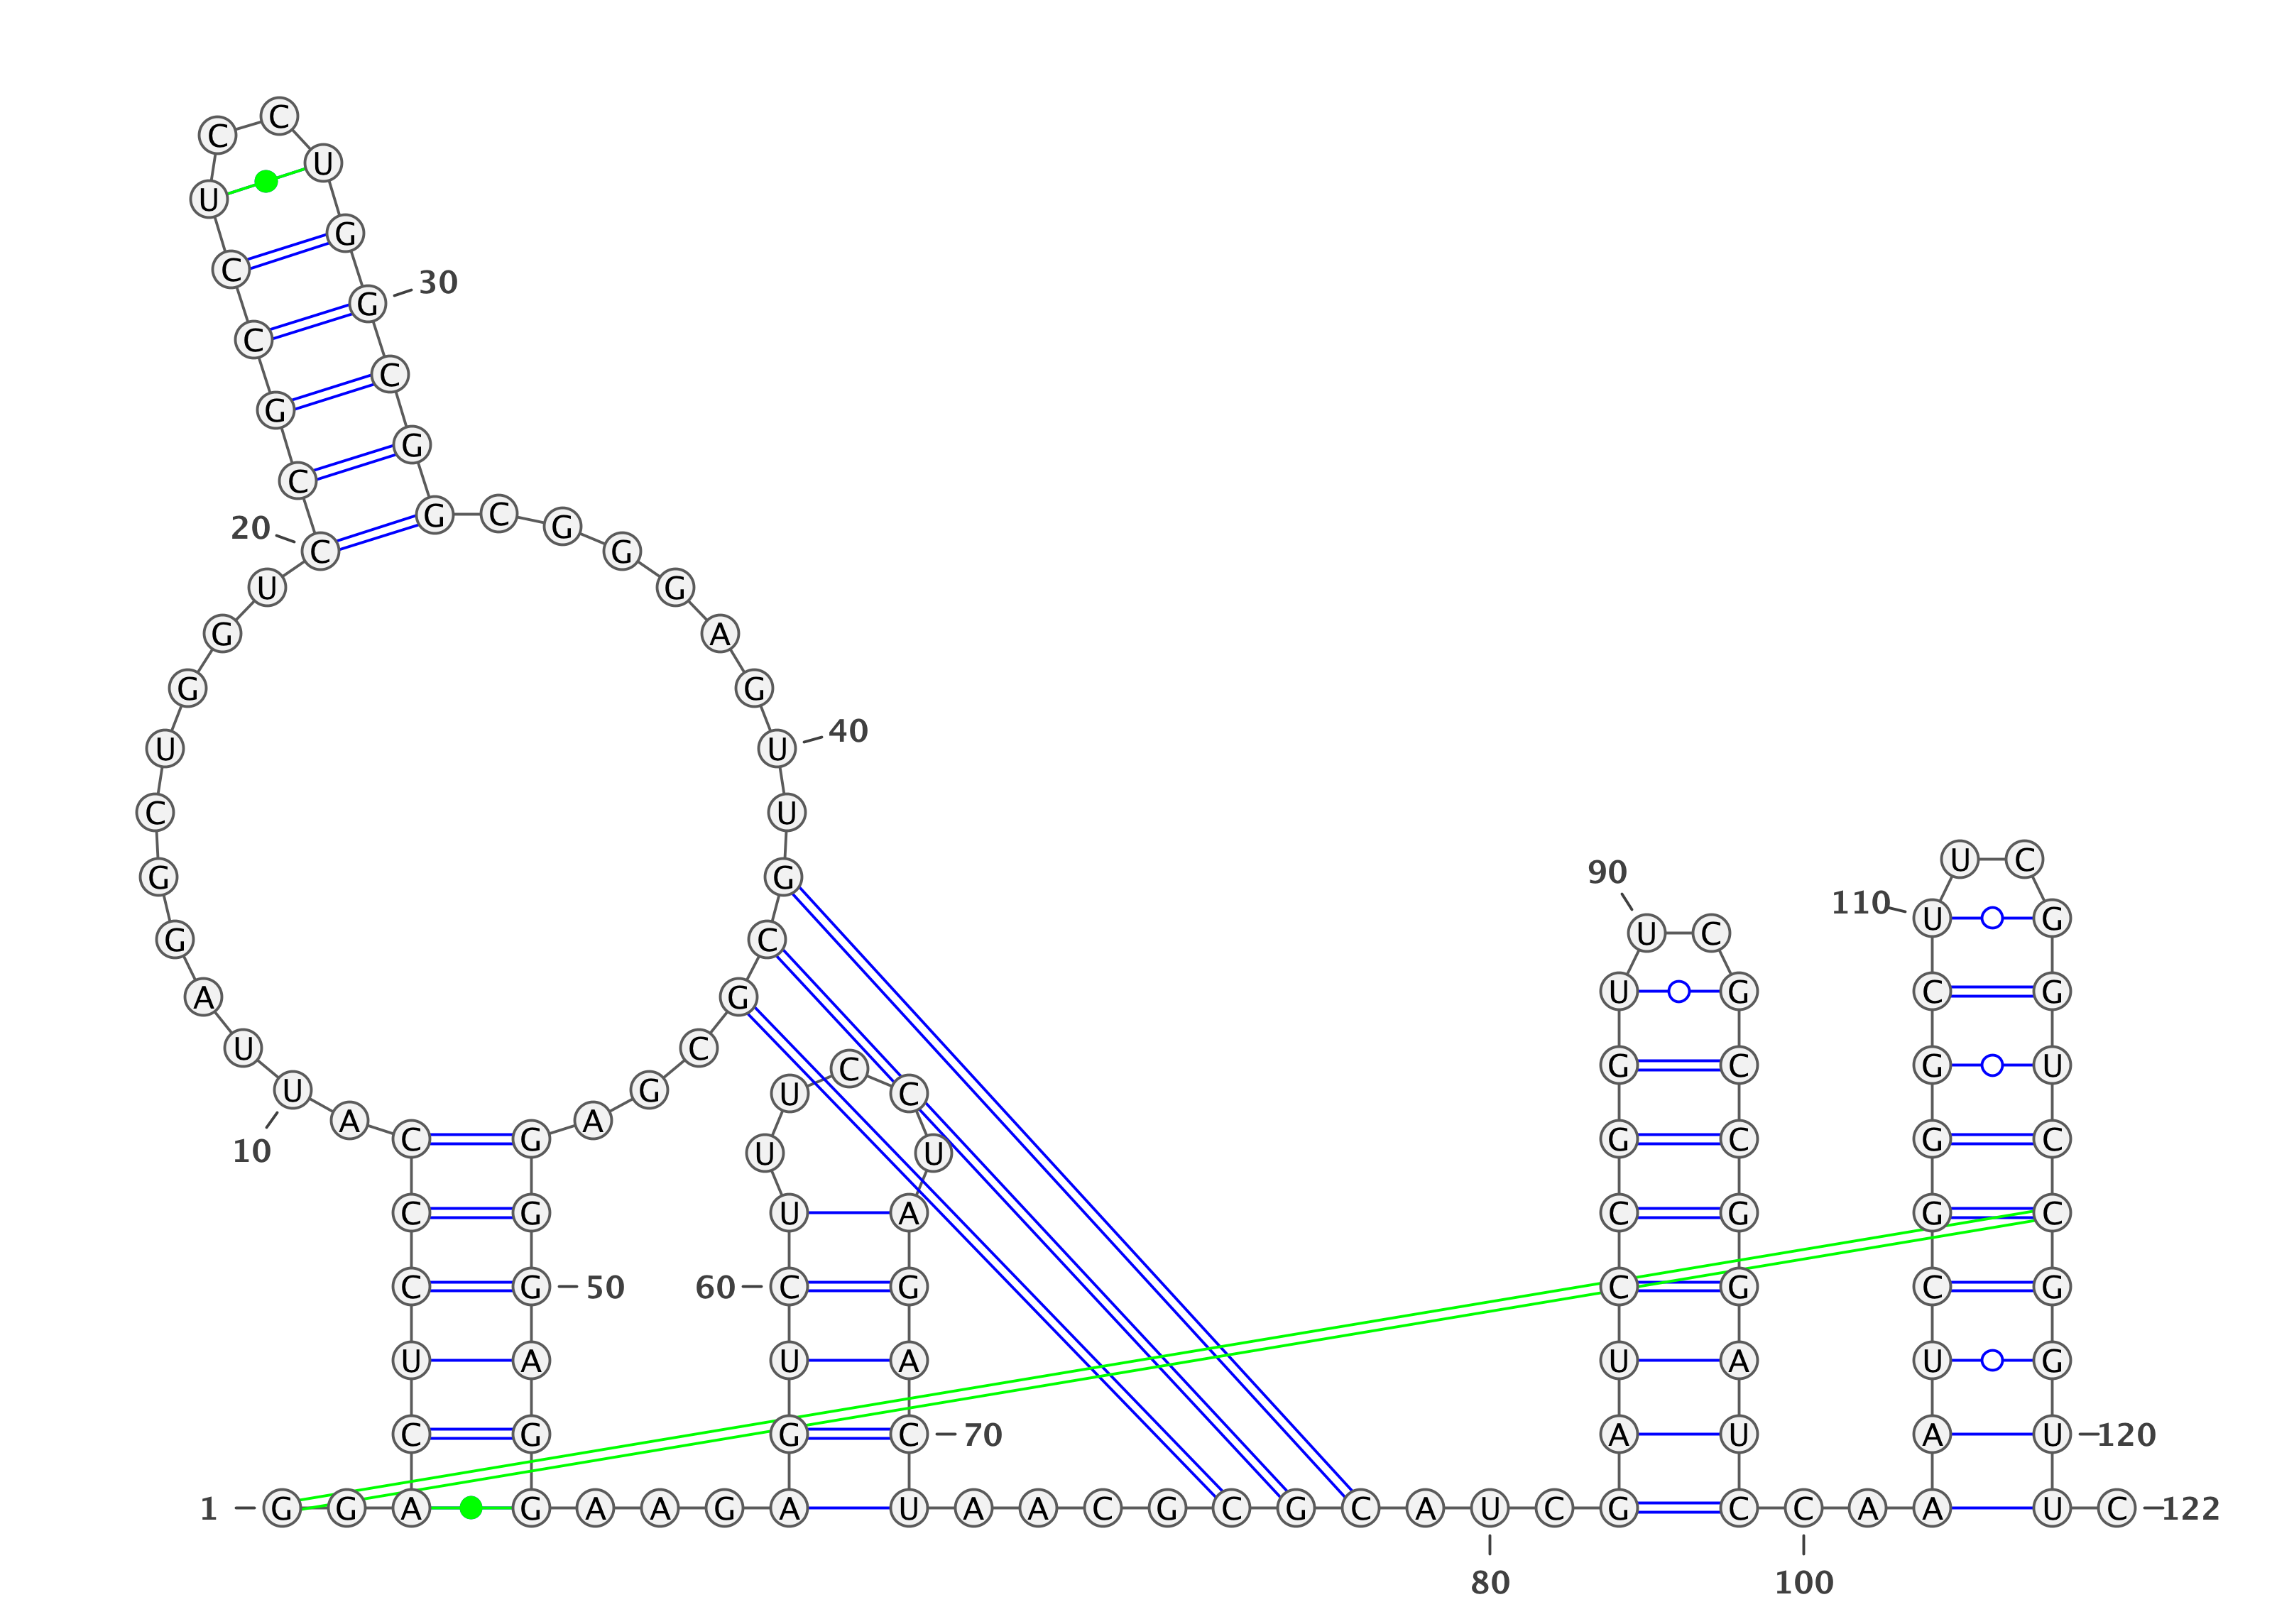 C
C U
U
G
C
G 30
C
C
G
G
C
G C
20 C G G
U G
G A
G G
U U 40
C U
U C
G G 90
110 U G
G C U C
A G U G C G
U C
U G U C C G C G U
10 A A C G U U G C G C
C G U A C G G C
C G 50 60 C G C G C G
U A U A U A U G
C G G C 70 A U A U 120
1 G G A G A A G A U A A C G C G C A U C G C C A A U C 122
80 100